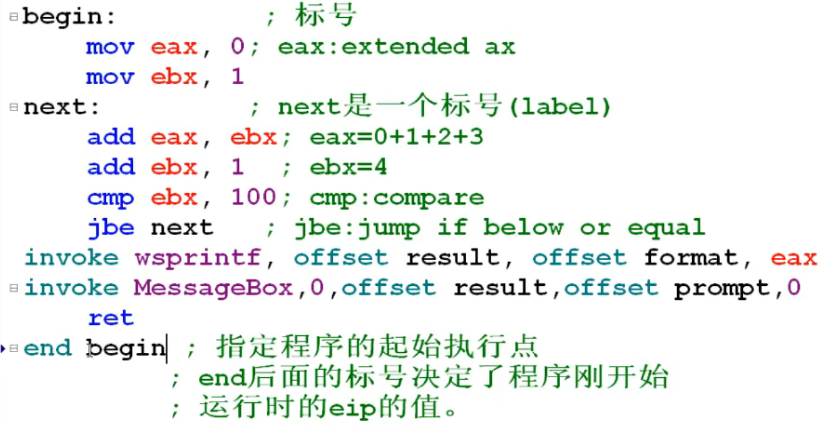 begin:          ; 标号
     mov eax, 0; eax:extended ax
     mov ebx, 1
next:          ; next是一个标号(label)
     add eax, ebx; eax=0+1+2+3
     add ebx, 1  ; ebx=4
     cmp ebx, 100; cmp:compare
     jbe next   ; jbe:jump if below or equal
invoke wsprintf, offset result, offset format, eax
invoke MessageBox,0,offset result,offset prompt,0
     ret
end begin ; 指定程序的起始执行点
          ; end后面的标号决定了程序刚开始
          ; 运行时的eip的值。